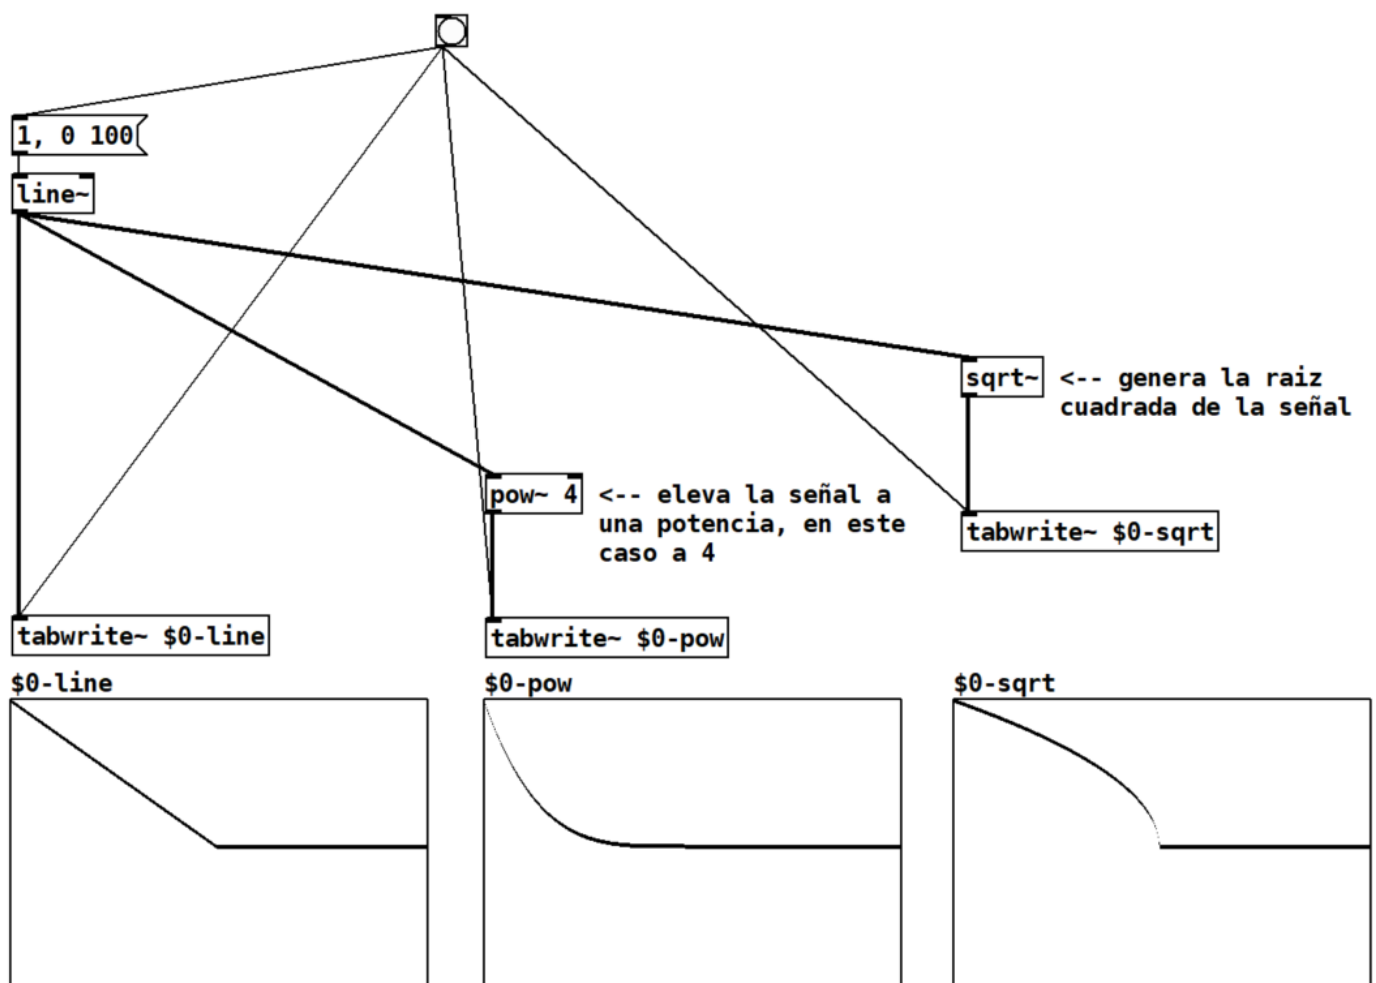 1, 0 100
line~
sqrt~
<-- genera la raiz
cuadrada de la señal
pow~ 4
<-- eleva la señal a
una potencia, en este
caso a 4
tabwrite~ $0-sqrt
tabwrite~ $0-line
tabwrite~ $0-pow
$0-line
$0-pow
$0-sqrt